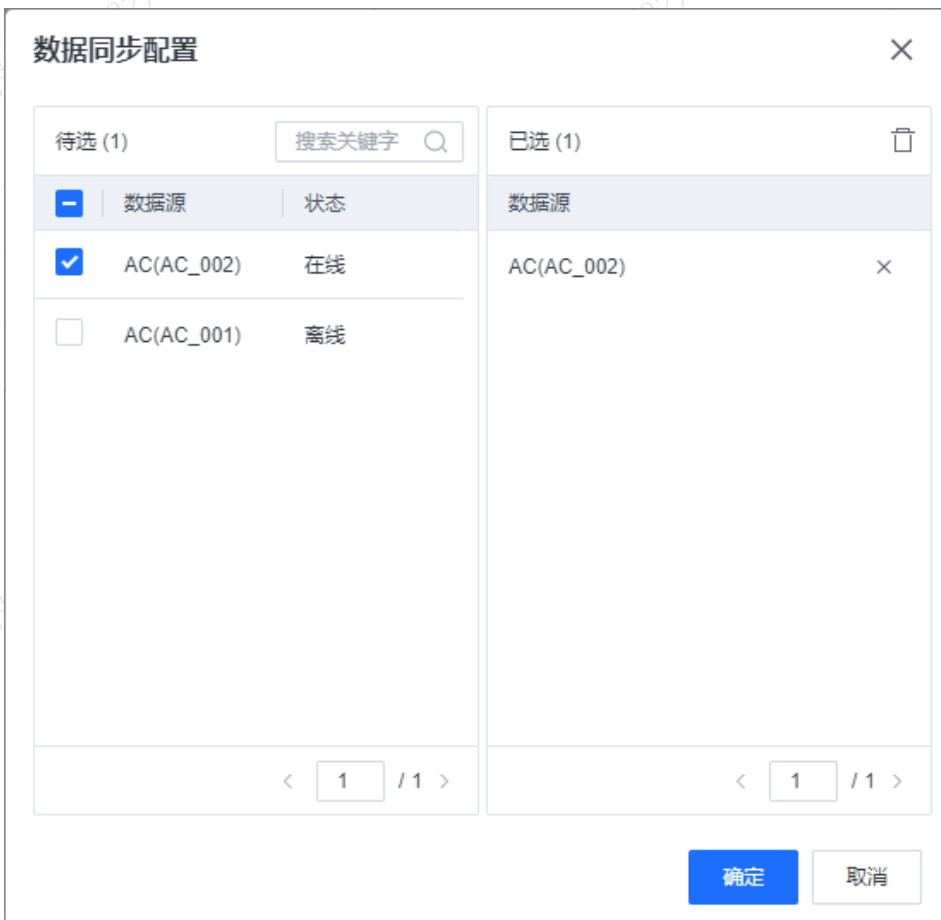 数据同步配置
待选 (1)
搜索关键字
数据源 状态
AC(AC_002) 在线
AC(AC_001) 离线
1 / 1
已选 (1)
数据源
AC(AC_002)
1 / 1
确定 取消